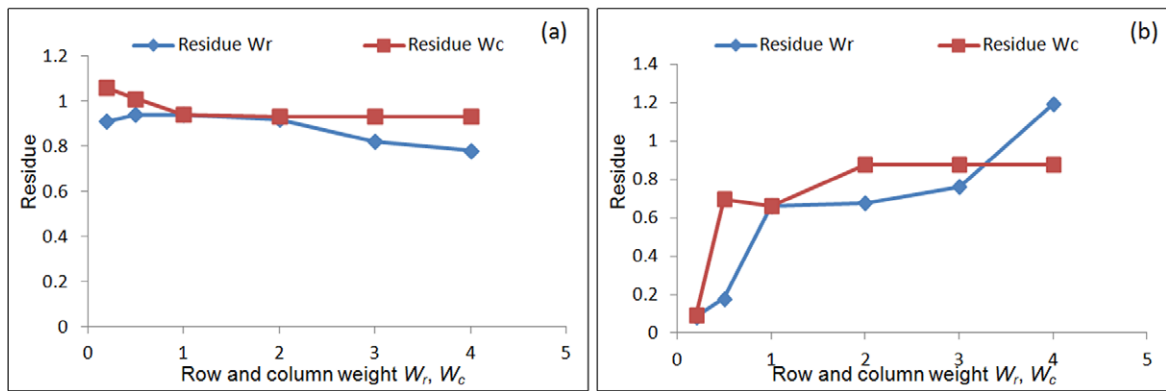 (a)
Residue Wr Residue Wc
1.2
1
0.8
0.6
0.4
0.2
0
Residue
0 1 2 3 4 5
Row and column weight Wr, Wc
(b)
Residue Wr Residue Wc
1.4
1.2
1
0.8
0.6
0.4
0.2
0
Residue
0 1 2 3 4 5
Row and column weight Wr, Wc